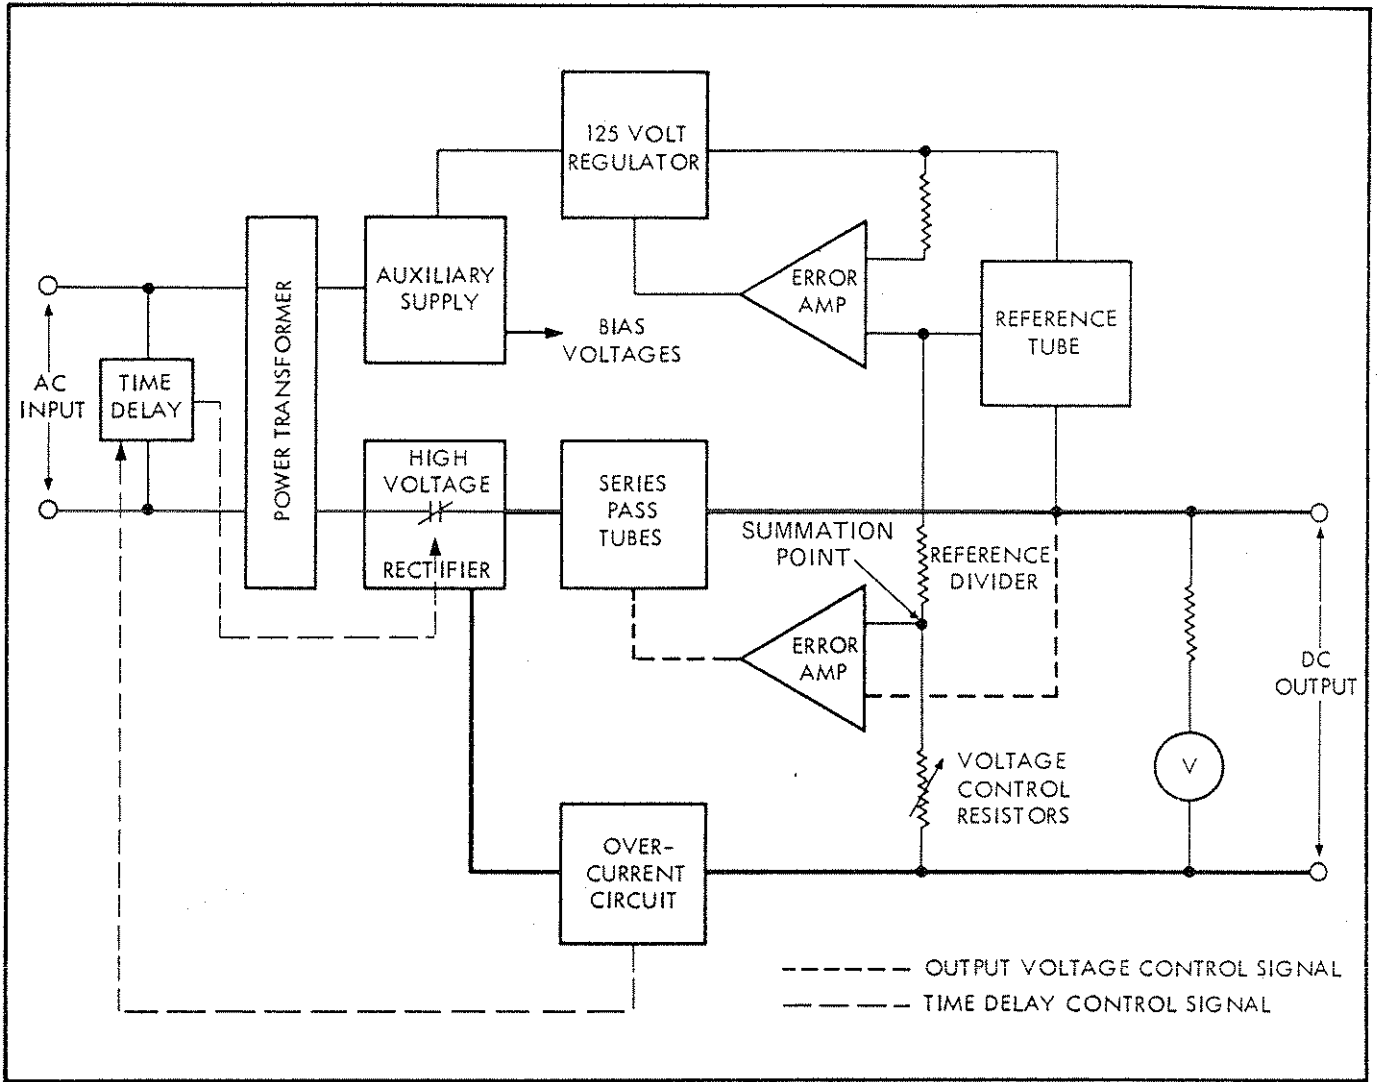 125 VOLT
REGULATOR
AUXILIARY
SUPPLY
ERROR
AMP
REFERENCE
TUBE
BIAS
VOLTAGES
AC
INPUT
TIME
DELAY
POWER TRANSFORMER
HIGH
VOLTAGE
RECTIFIER
SERIES
PASS
TUBES
SUMMATION
POINT
REFERENCE
DIVIDER
ERROR
AMP
DC
OUTPUT
V
VOLTAGE
CONTROL
RESISTORS
OVER-
CURRENT
CIRCUIT
OUTPUT VOLTAGE CONTROL SIGNAL
TIME DELAY CONTROL SIGNAL